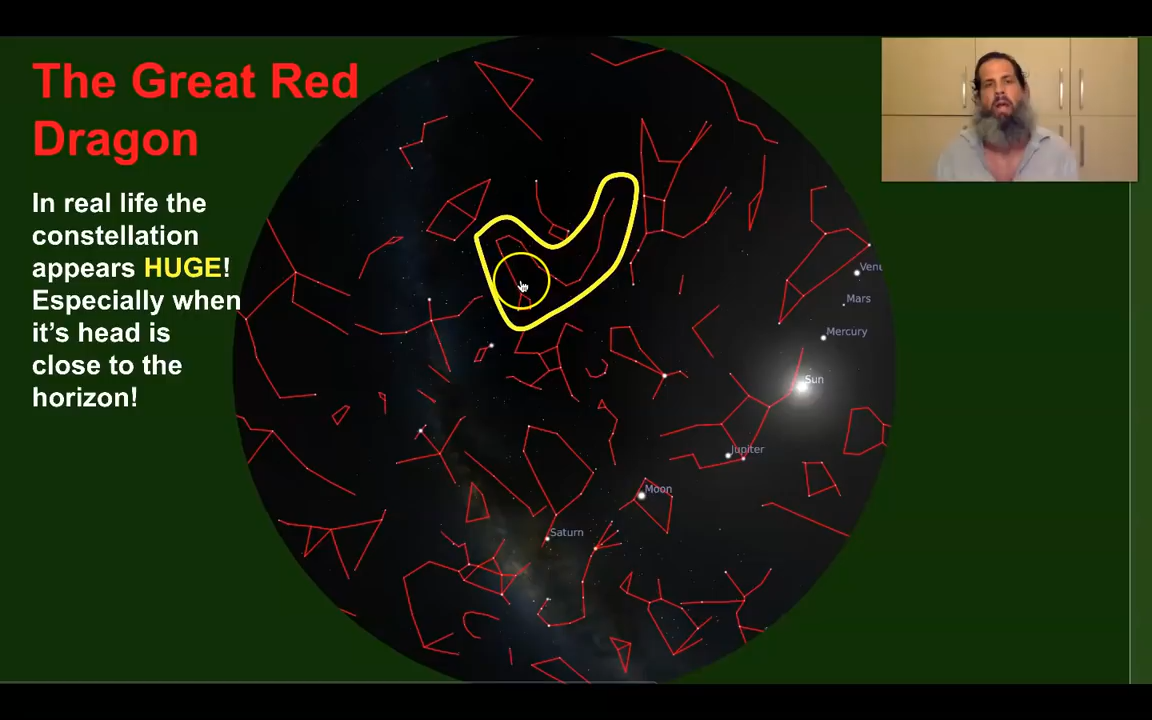 The Great Red
Dragon
In real life the
constellation
appears HUGE!
Especially when
it's head is
close to the
horizon!
Venu
Mars
Mercury
Sun
Jupiter
Moon
Saturn